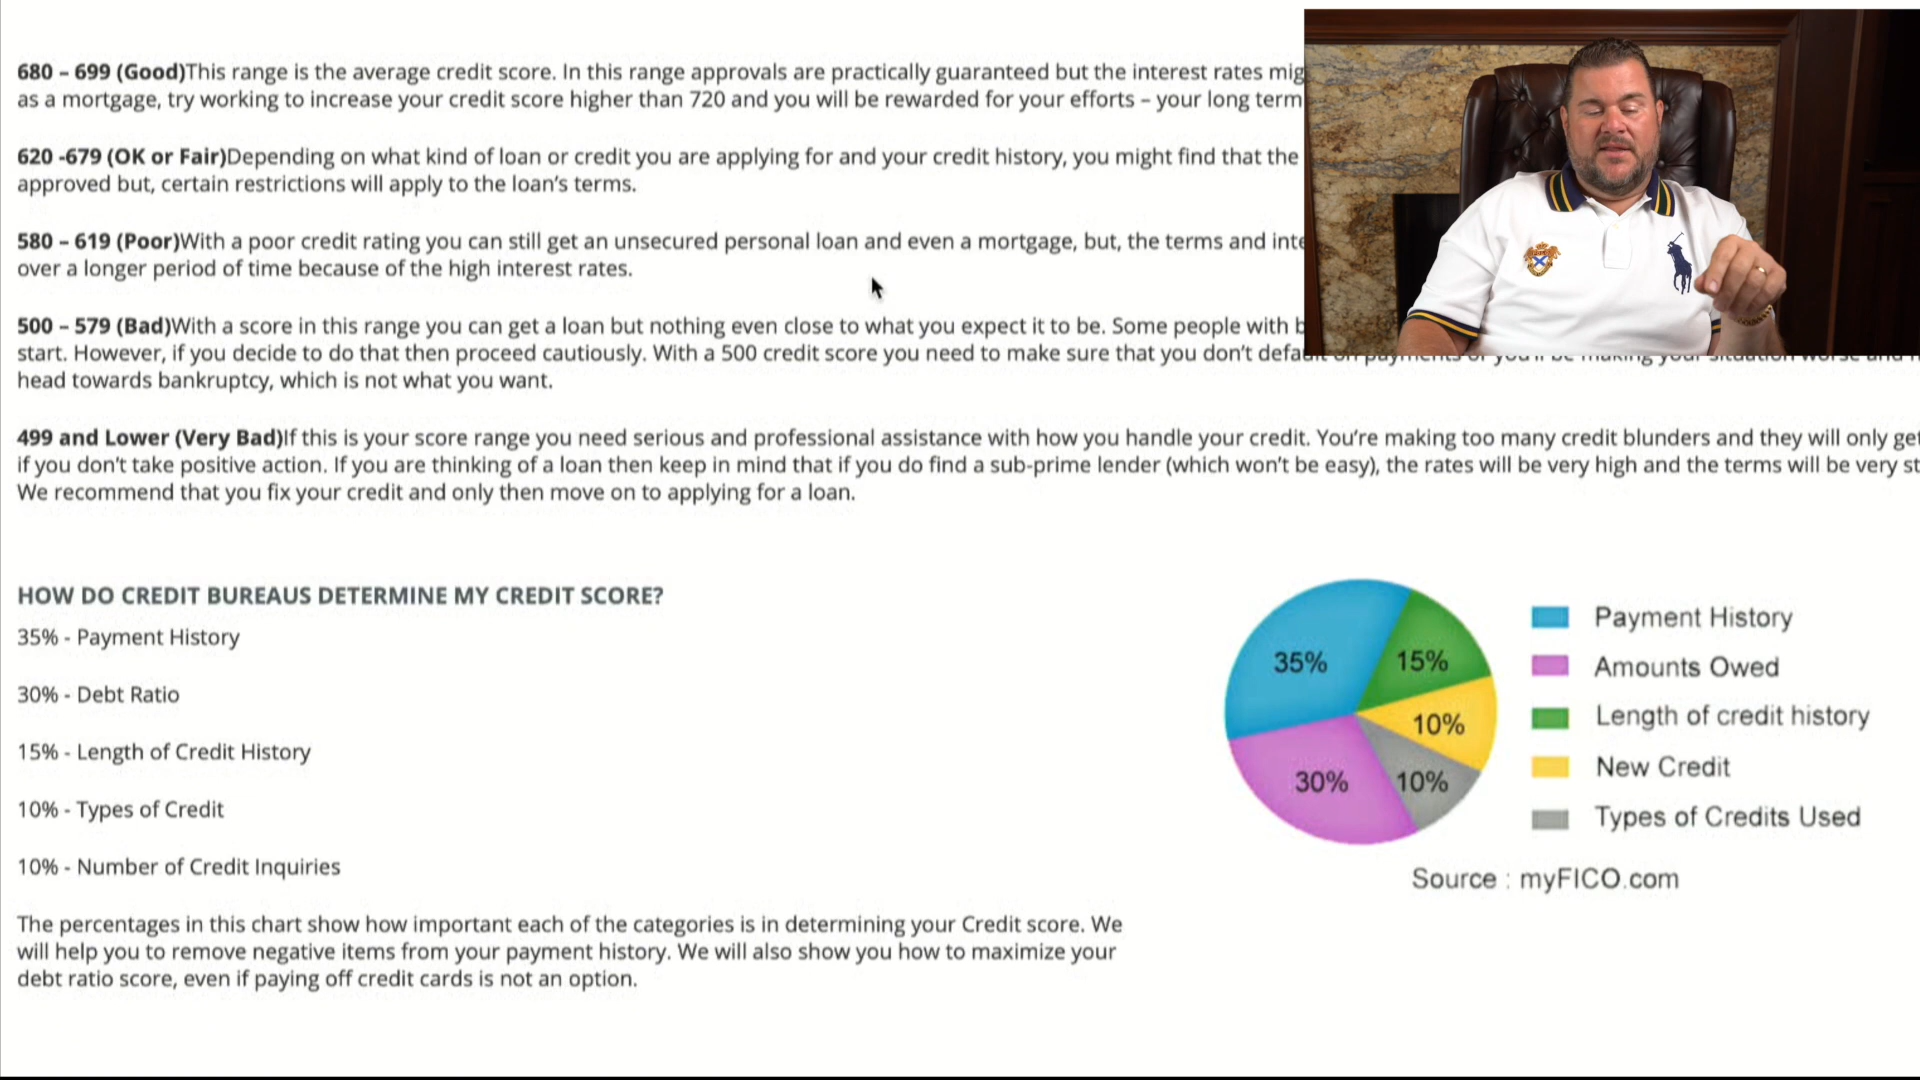 680 – 699 (Good)This range is the average credit score. In this range approvals are practically guaranteed but the interest rates
as a mortgage, try working to increase your credit score higher than 720 and you will be rewarded for your efforts – your long term
620 -679 (OK or Fair)Depending on what kind of loan or credit you are applying for and your credit history, you might find that the
approved but, certain restrictions will apply to the loan's terms.
580 – 619 (Poor)With a poor credit rating you can still get an unsecured personal loan and even a mortgage, but, the terms and
over a longer period of time because of the high interest rates.
500 – 579 (Bad)With a score in this range you can get a loan but nothing even close to what you expect it to be. Some people with
start. However, if you decide to do that then proceed cautiously. With a 500 credit score you need to make sure that you don't default on payments or you'll be making your situation worse and
head towards bankruptcy, which is not what you want.
499 and Lower (Very Bad)If this is your score range you need serious and professional assistance with how you handle your credit. You're making too many credit blunders and they will only get
if you don't take positive action. If you are thinking of a loan then keep in mind that if you do find a sub-prime lender (which won't be easy), the rates will be very high and the terms will be very
We recommend that you fix your credit and only then move on to applying for a loan.
HOW DO CREDIT BUREAUS DETERMINE MY CREDIT SCORE?
35% - Payment History
30% - Debt Ratio
15% - Length of Credit History
10% - Types of Credit
10% - Number of Credit Inquiries
The percentages in this chart show how important each of the categories is in determining your Credit score. We
will help you to remove negative items from your payment history. We will also show you how to maximize your
debt ratio score, even if paying off credit cards is not an option.
35%
15%
10%
30%
10%
Payment History
Amounts Owed
Length of credit history
New Credit
Types of Credits Used
Source : myFICO.com